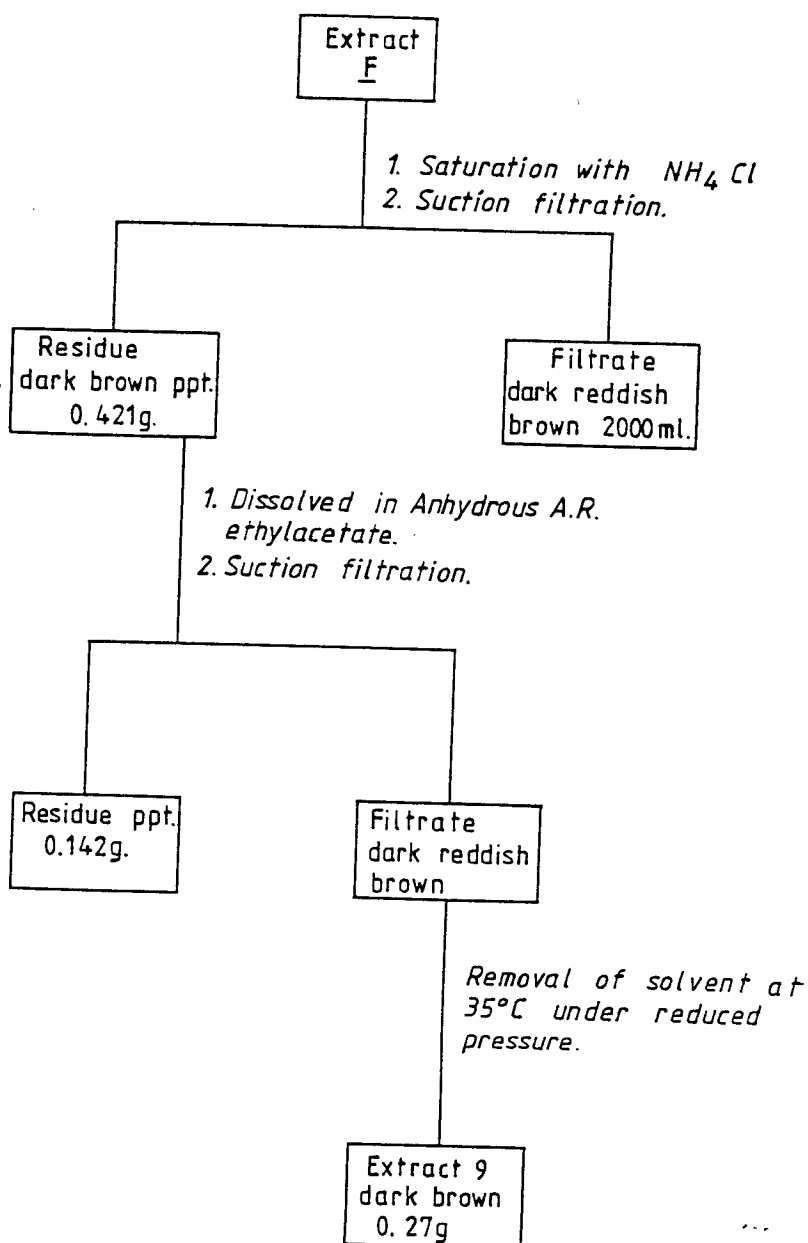 Extract
F
1. Saturation with NH₄ Cl
2. Suction filtration.
Residue
dark brown ppt.
0.421g.
Filtrate
dark reddish
brown 2000ml.
1. Dissolved in Anhydrous A.R.
ethylacetate.
2. Suction filtration.
Residue ppt.
0.142g.
Filtrate
dark reddish
brown
Removal of solvent at
35°C under reduced
pressure.
Extract 9
dark brown
0.27g